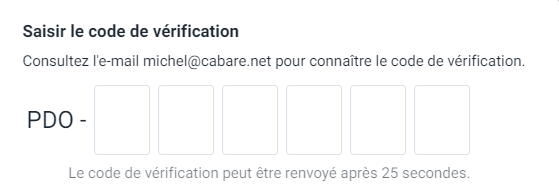 Saisir le code de vérification
Consultez l'e-mail michel@cabare.net pour connaître le code de vérification.
PDO -
Le code de vérification peut être renvoyé après 25 secondes.